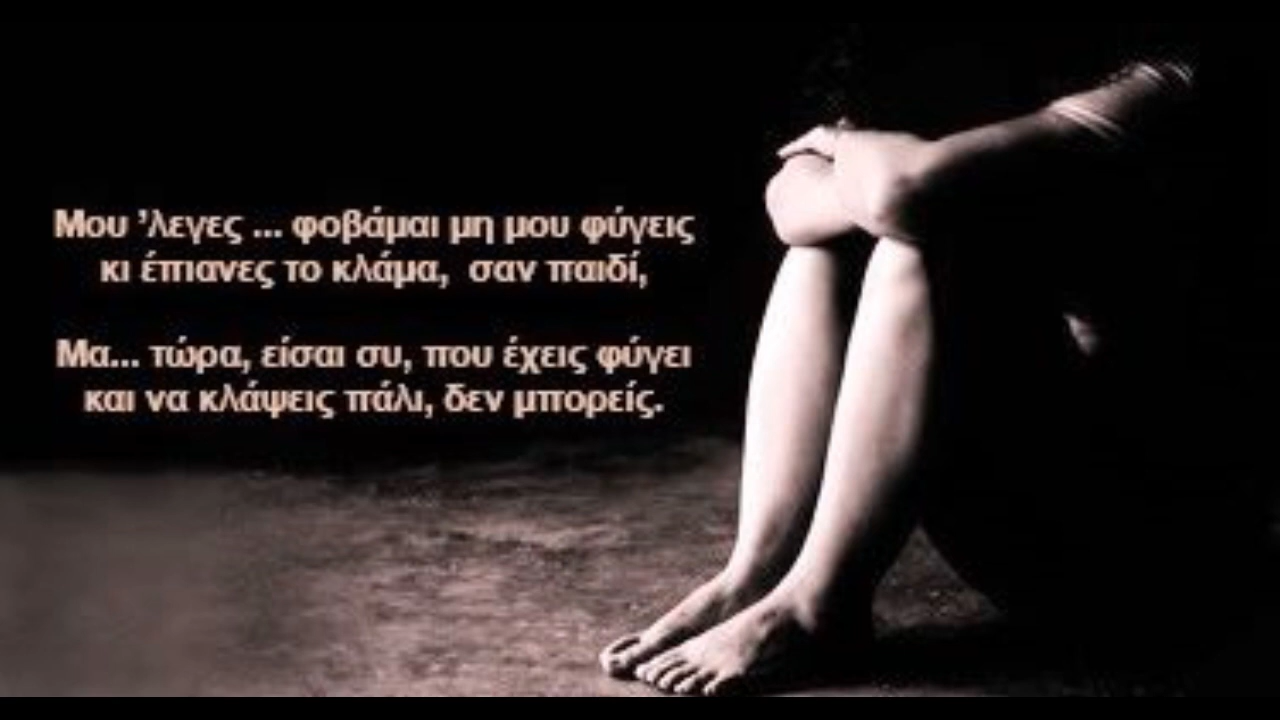 Μου ’λεγες ... φοβάμαι μη μου φύγεις
κι έπιανες το κλάμα, σαν παιδί,
Μα... τώρα, είσαι συ, που έχεις φύγει
και να κλάψεις πάλι, δεν μπορείς.